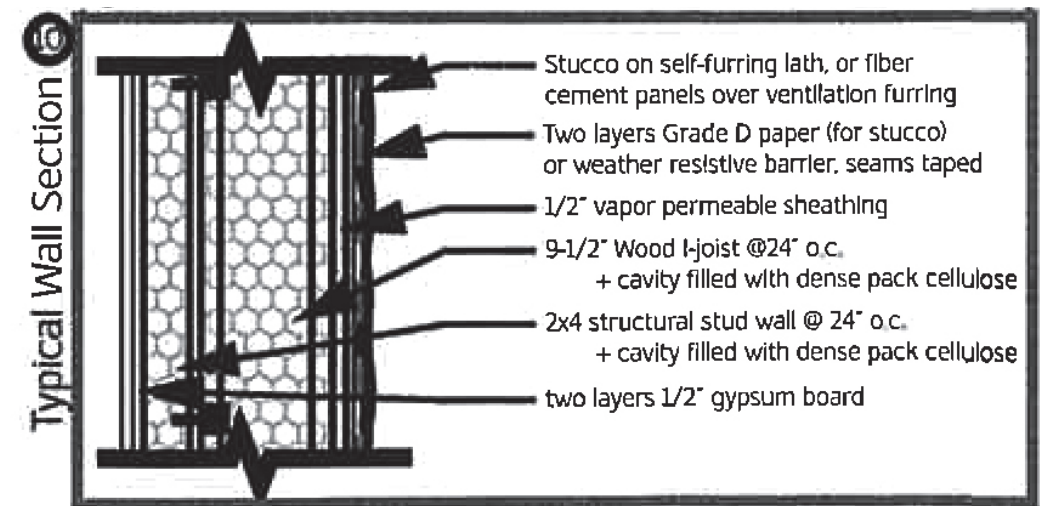 Typical Wall Section 6
Stucco on self-furring lath, or fiber
cement panels over ventilation furring
Two layers Grade D paper (for stucco)
or weather resistive barrier, seams taped
1/2" vapor permeable sheathing
9-1/2" Wood I-joist @24" o.c.
+ cavity filled with dense pack cellulose
2x4 structural stud wall @ 24" o.c.
+ cavity filled with dense pack cellulose
two layers 1/2" gypsum board